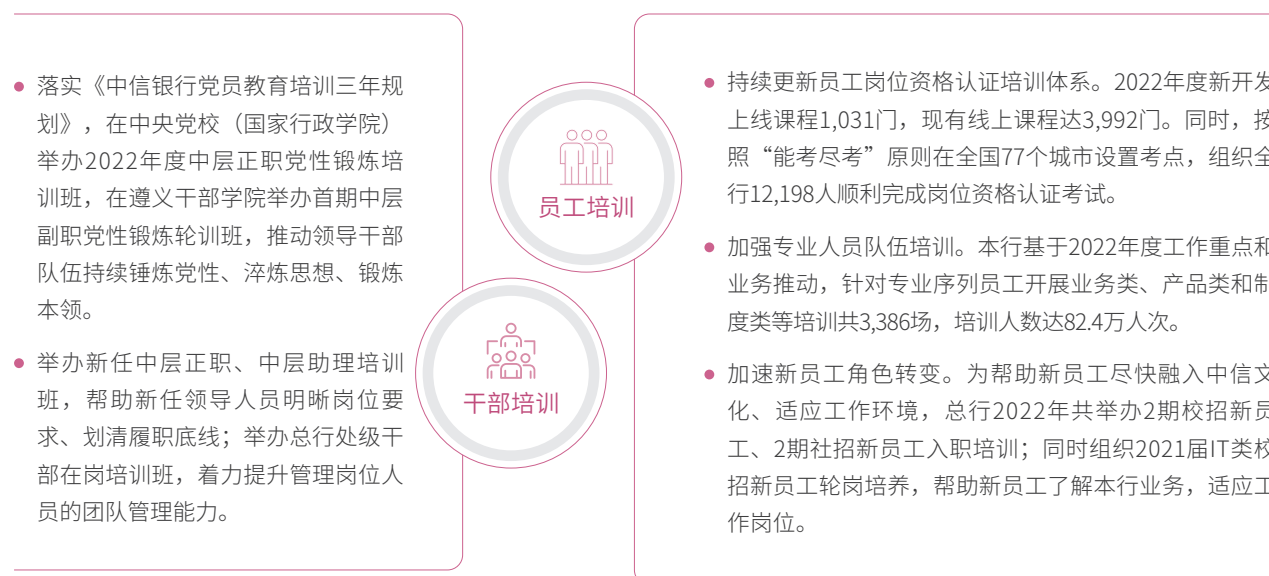 落实《中信银行党员教育培训三年规
划》，在中央党校（国家行政学院）
举办2022年度中层正职党性锻炼培
训班，在遵义干部学院举办首期中层
副职党性锻炼轮训班，推动领导干部
队伍持续锤炼党性、淬炼思想、锻炼
本领。
举办新任中层正职、中层助理培训
班，帮助新任领导人员明晰岗位要
求、划清履职底线；举办总行处级干
部在岗培训班，着力提升管理岗位人
员的团队管理能力。
员工培训
干部培训
持续更新员工岗位资格认证培训体系。2022年度新开发
上线课程1,031门，现有线上课程达3,992门。同时，按
照“能考尽考”原则在全国77个城市设置考点，组织全
行12,198人顺利完成岗位资格认证考试。
加强专业人员队伍培训。本行基于2022年度工作重点和
业务推动，针对专业序列员工开展业务类、产品类和制
度类等培训共3,386场，培训人数达82.4万人次。
加速新员工角色转变。为帮助新员工尽快融入中信文
化、适应工作环境，总行2022年共举办2期校招新员
工、2期社招新员工入职培训；同时组织2021届IT类校
招新员工轮岗培养，帮助新员工了解本行业务，适应工
作岗位。